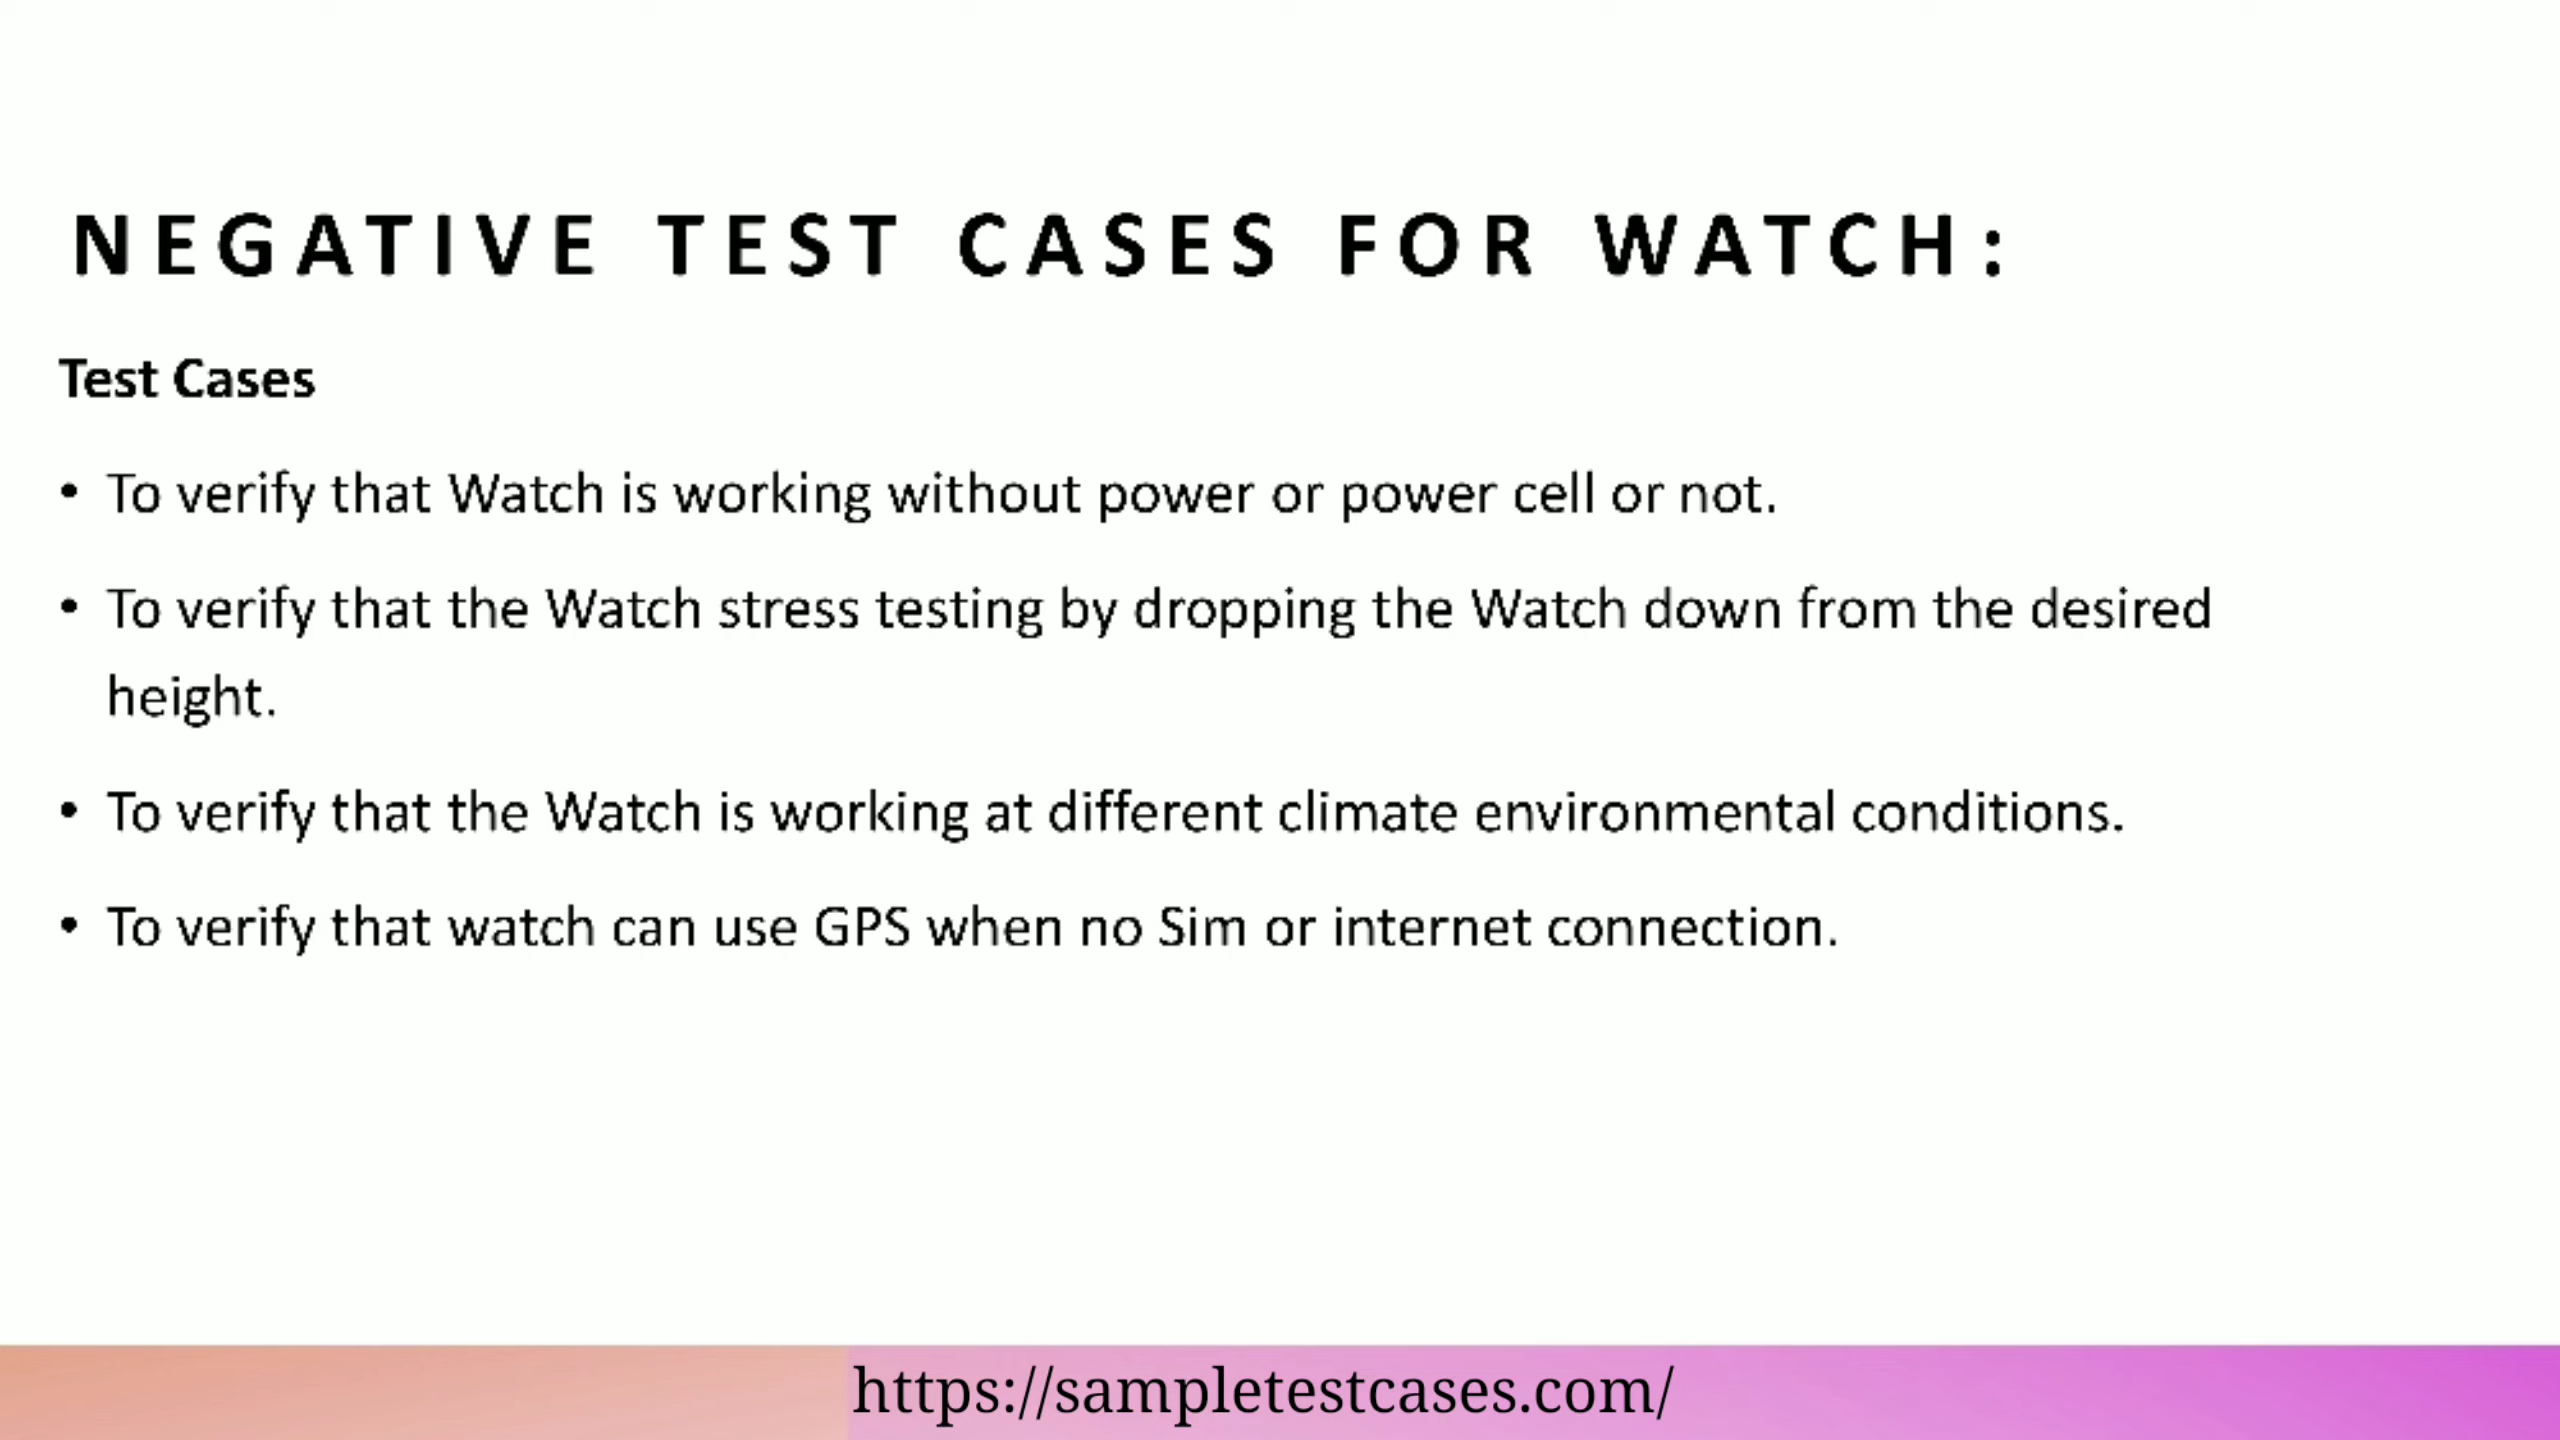 NEGATIVE TEST CASES FOR WATCH:
Test Cases
• To verify that Watch is working without power or power cell or not.
• To verify that the Watch stress testing by dropping the Watch down from the desired
height.
• To verify that the Watch is working at different climate environmental conditions.
• To verify that watch can use GPS when no Sim or internet connection.
https://sampletestcases.com/